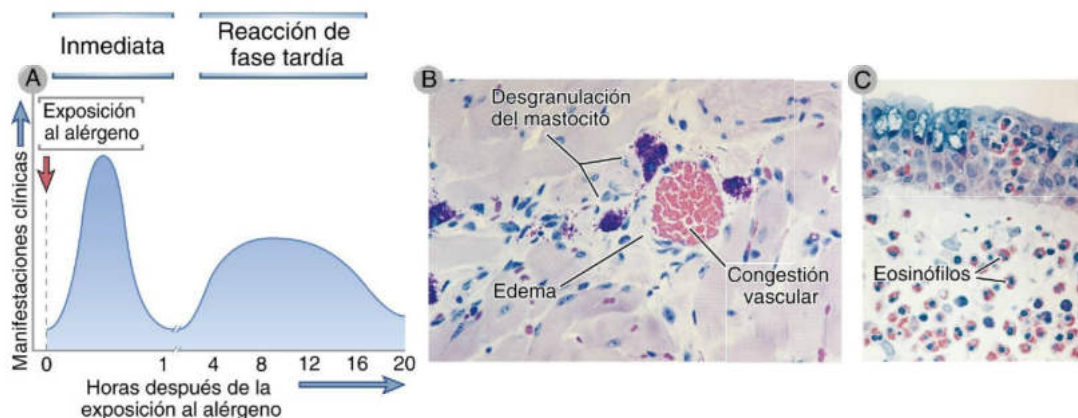 Inmediata
Reacción de
fase tardía
A
Exposición
al alérgeno
Manifestaciones clínicas
0
1
4
8
12
16
20
Horas después de la
exposición al alérgeno
B
Desgranulación
del mastocito
Edema
Congestión
vascular
C
Eosinófilos